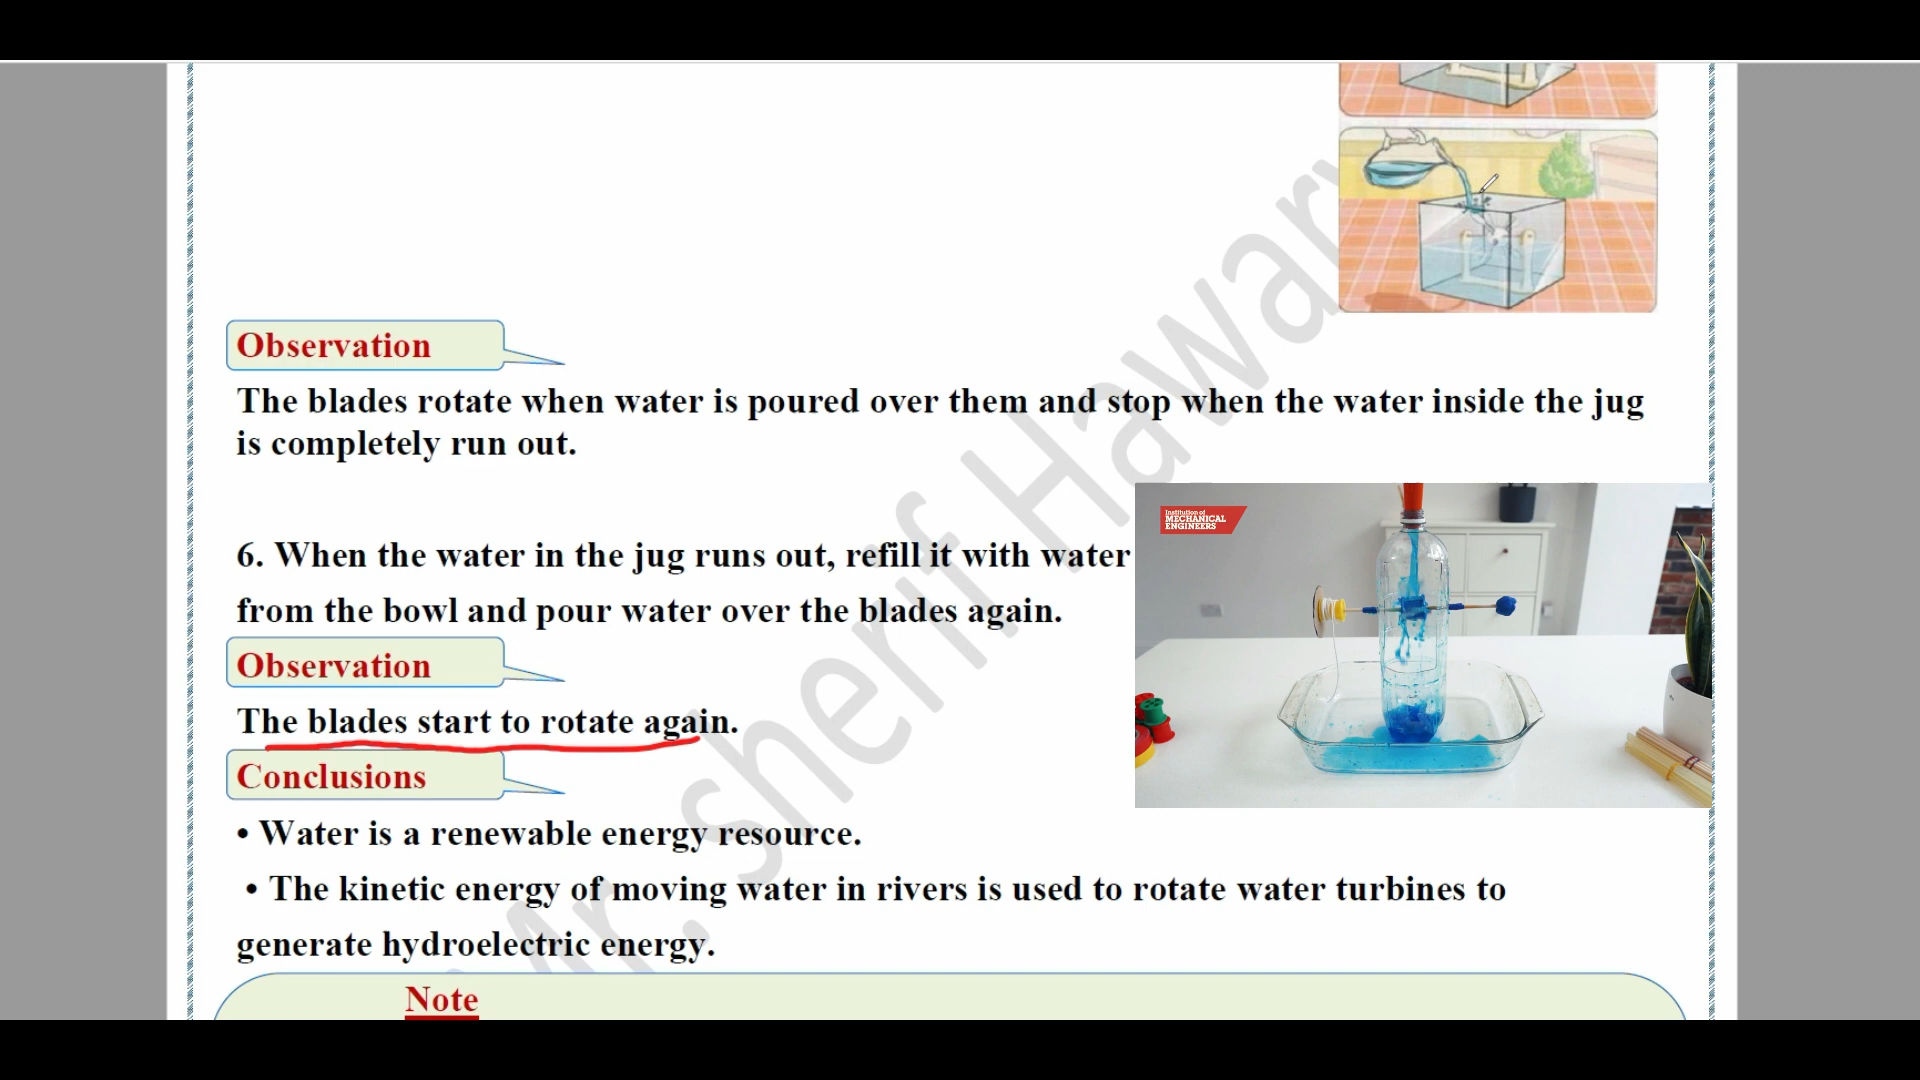 Observation
The blades rotate when water is poured over them and stop when the water inside the jug
is completely run out.
Institution of
MECHANICAL
ENGINEERS
6. When the water in the jug runs out, refill it with water
from the bowl and pour water over the blades again.
Observation
The blades start to rotate again.
Conclusions
• Water is a renewable energy resource.
• The kinetic energy of moving water in rivers is used to rotate water turbines to
generate hydroelectric energy.
Note
Mr. sherif Hawary